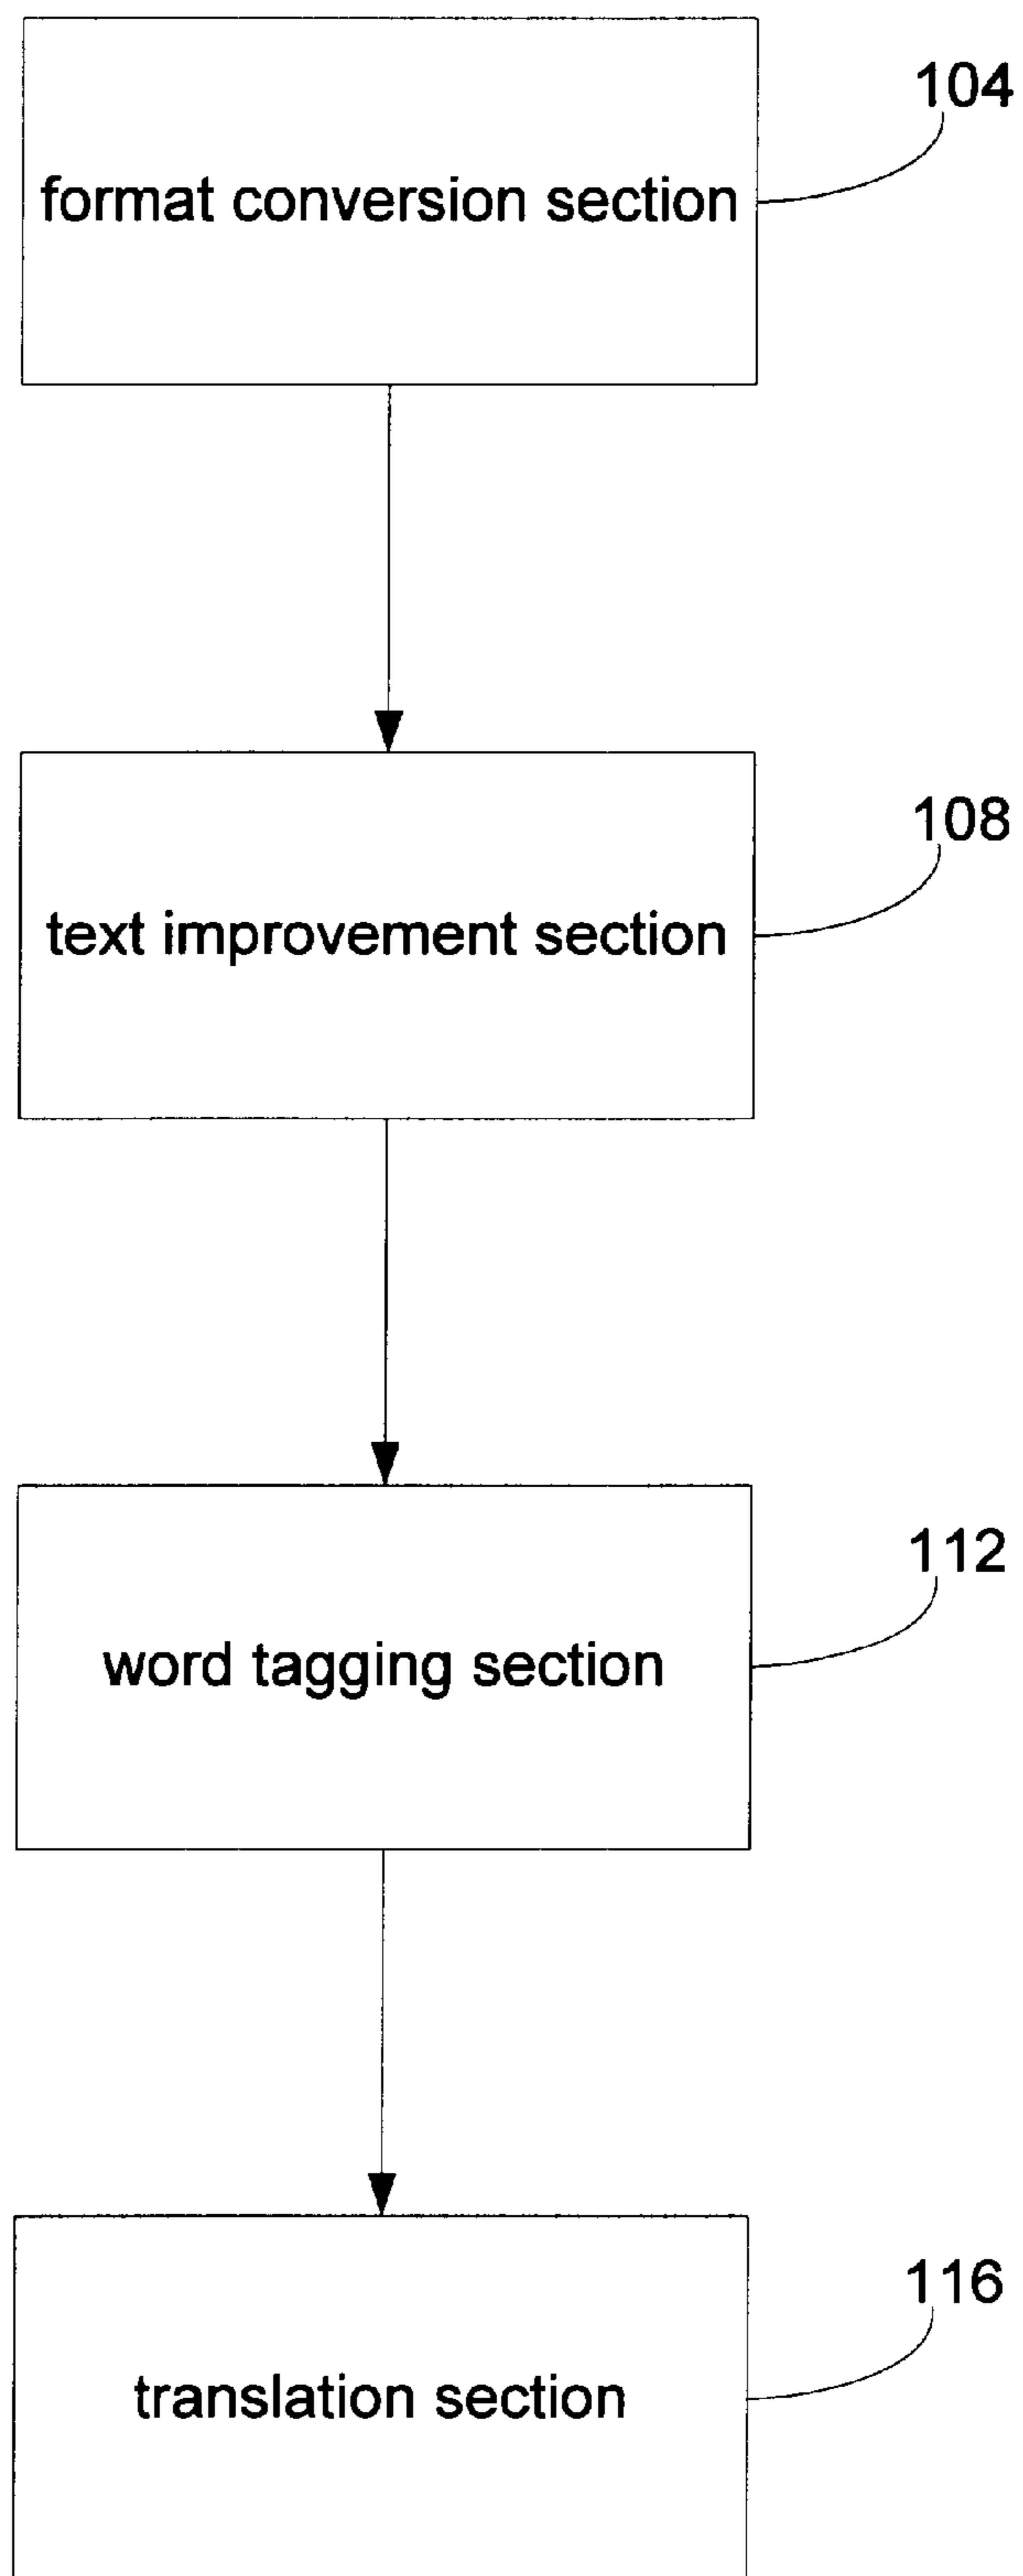 104
format conversion section
108
text improvement section
112
word tagging section
116
translation section